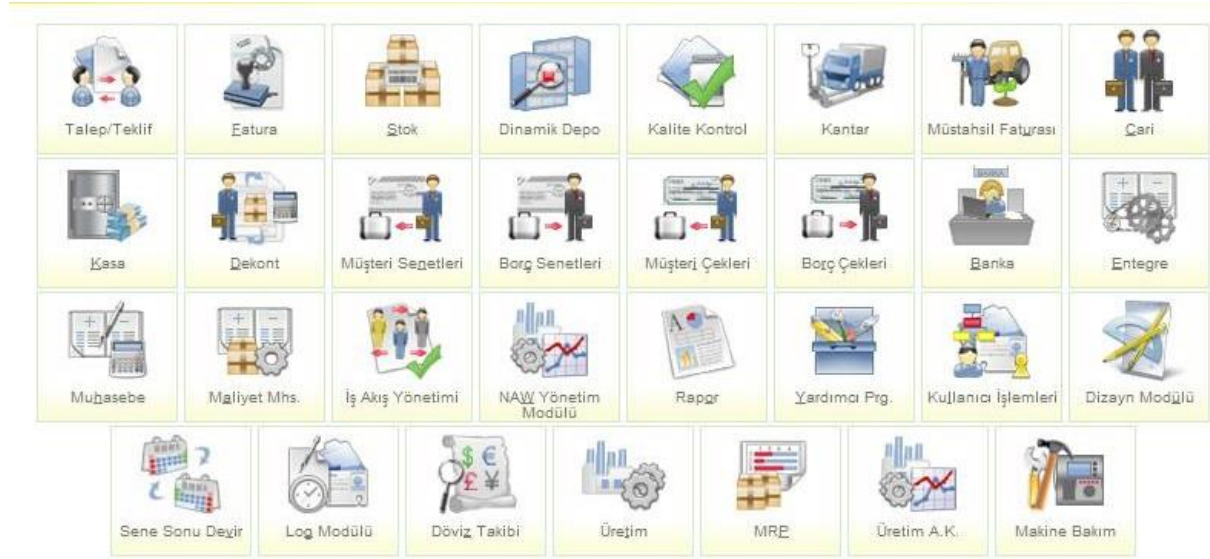 Talep/Teklif
Fatura
Stok
Dinamik Depo
Kalite Kontrol
Kantar
Müstahsil Faturası
Cari
Kasa
Dekont
Müşteri Senetleri
Borç Senetleri
Müşteri Çekleri
Borç Çekleri
BANKA
Banka
Entegre
Muhasebe
Maliyet Mhs.
İş Akış Yönetimi
NAW Yönetim
Modülü
Rapor
Yardımcı Prg.
Kullanıcı İşlemleri
Dizayn Modülü
Sene Sonu Devir
Log Modülü
$ €
£ ¥
Döviz Takibi
Üretim
MRP
Üretim A.K.
Makine Bakım